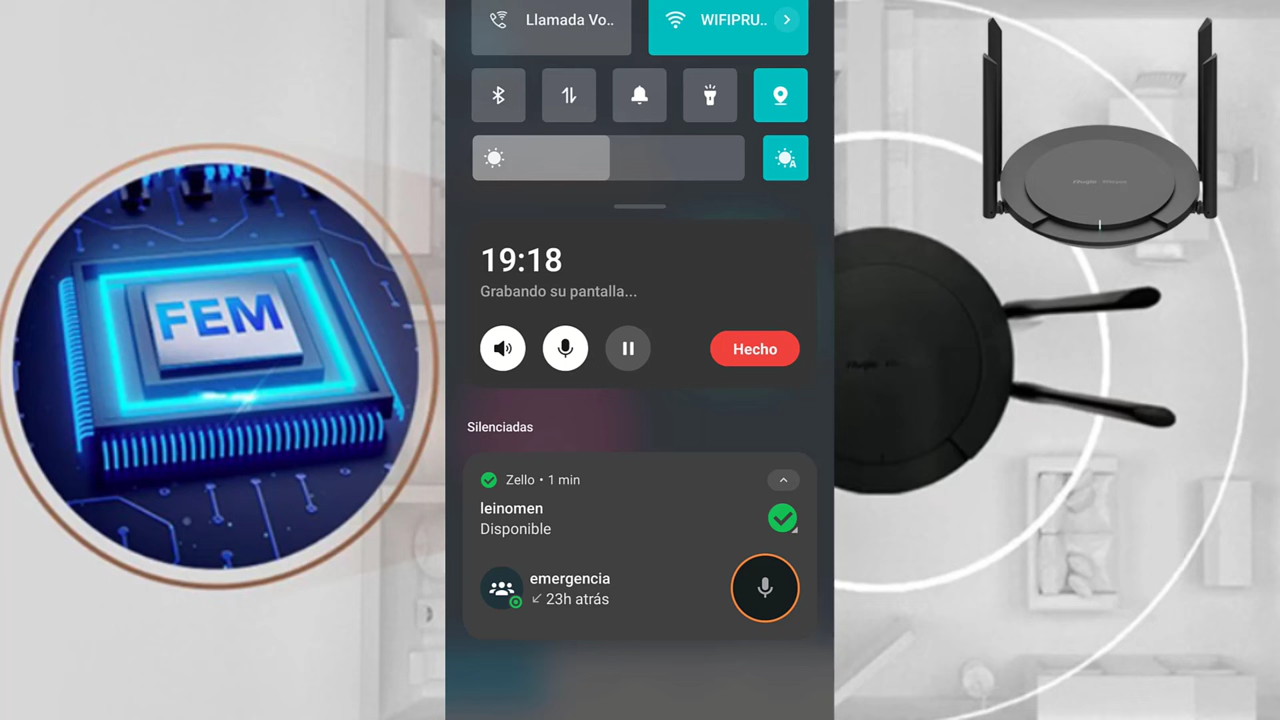 Llamada Vo..
WIFIPRU..
A
19:18
Grabando su pantalla...
Hecho
Silenciadas
Zello • 1 min
leinomen
Disponible
emergencia
↙ 23h atrás
FEM